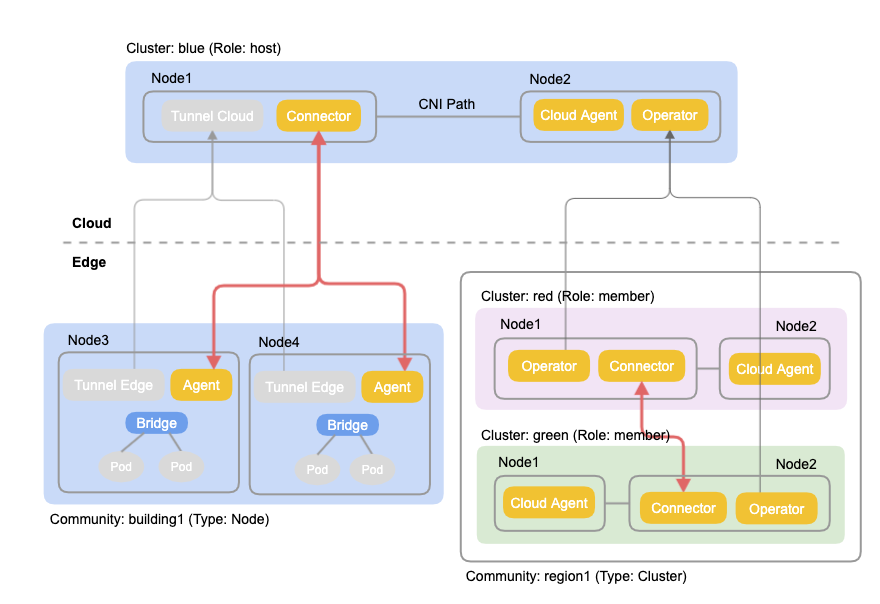 Cluster: blue (Role: host)
Node1
Node2
Tunnel Cloud
Connector
CNI Path
Cloud Agent
Operator
Cloud
Edge
Node3
Node4
Tunnel Edge
Agent
Tunnel Edge
Agent
Bridge
Bridge
Pod
Pod
Pod
Pod
Community: building1 (Type: Node)
Cluster: red (Role: member)
Node1
Node2
Operator
Connector
Cloud Agent
Cluster: green (Role: member)
Node1
Node2
Cloud Agent
Connector
Operator
Community: region1 (Type: Cluster)